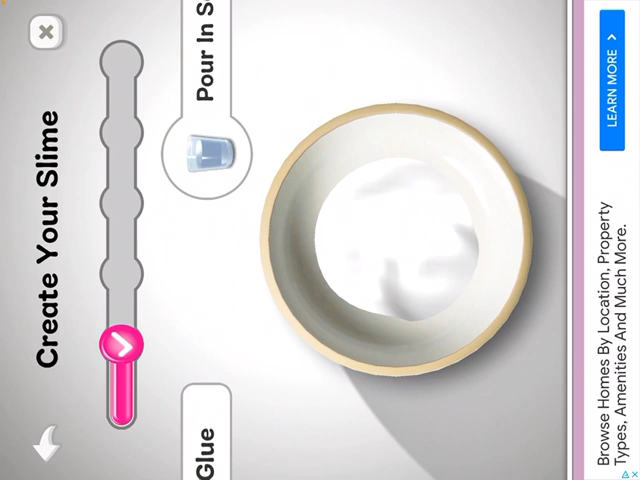 Create Your Slime
Glue
Pour In S
Browse Homes By Location, Property
Types, Amenities And Much More.
LEARN MORE >